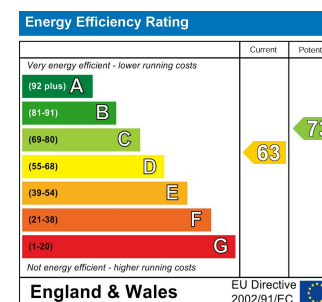 Energy Efficiency Rating
Current
Very energy efficient - lower running costs
(92 plus) A
(81-91) B
(69-80) C
(55-68) D
63
(39-54) E
(21-38) F
(1-20) G
Not energy efficient - higher running costs
England & Wales
EU Directive
2002/91/EC